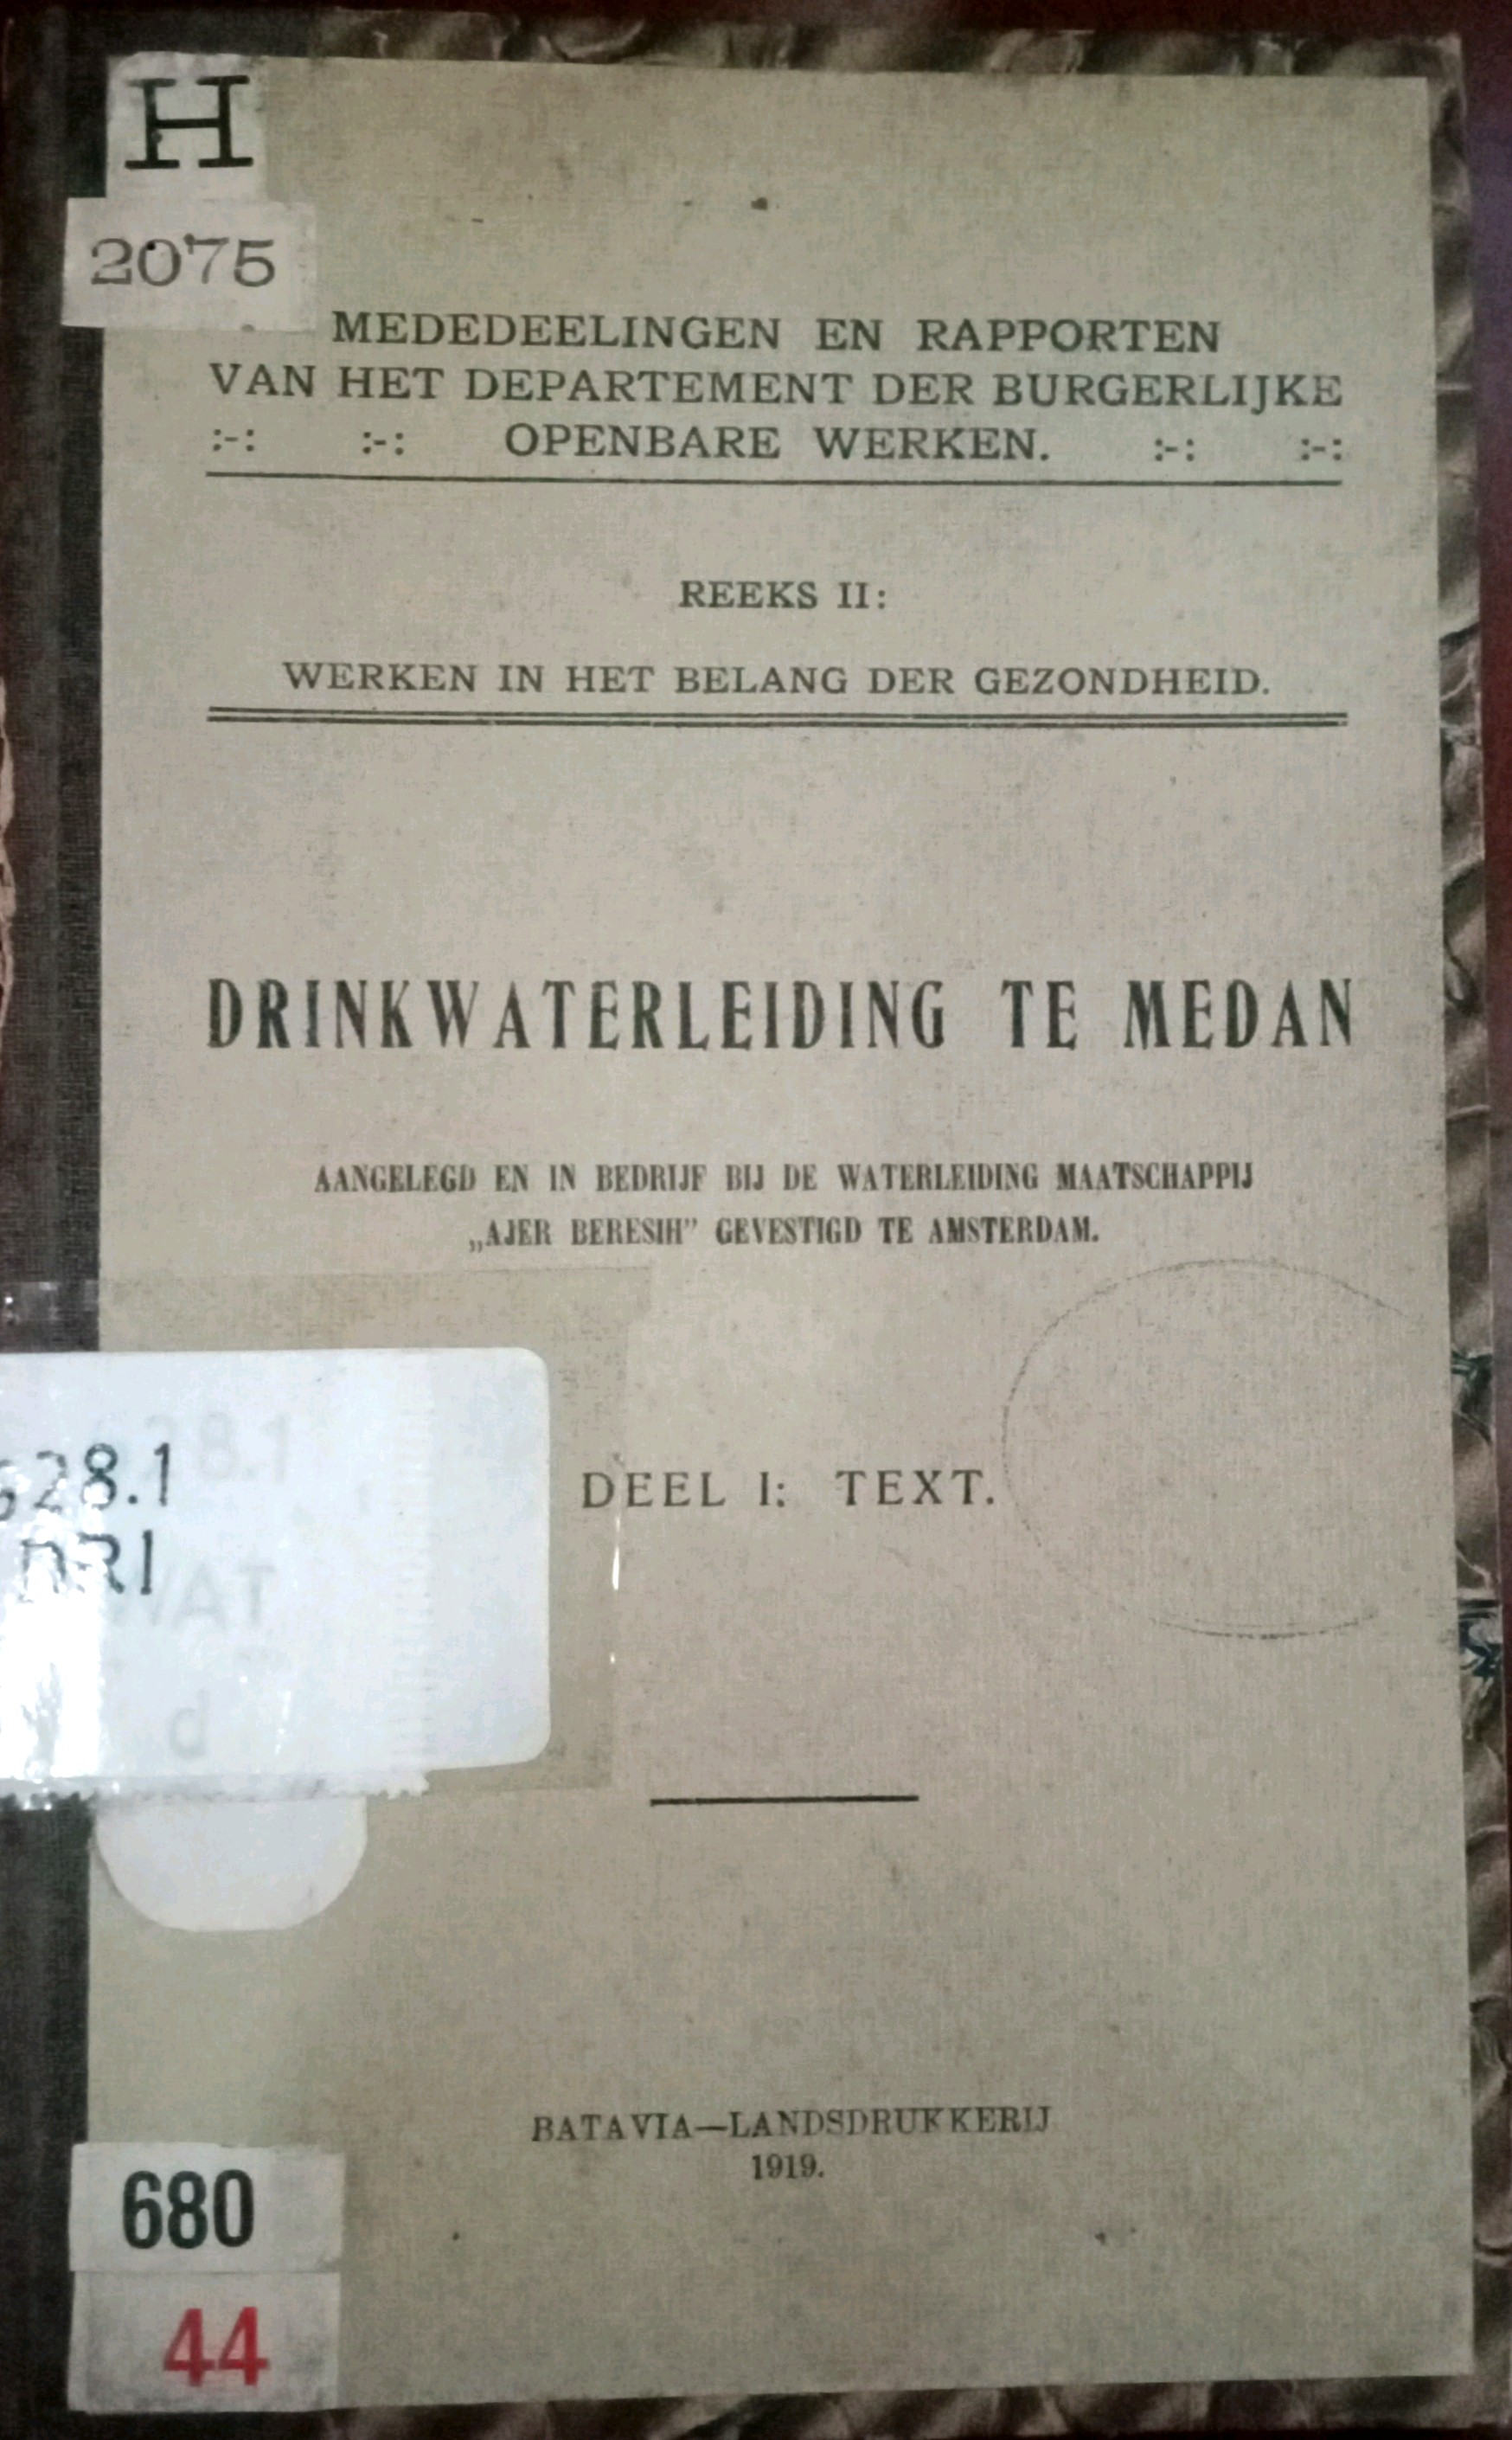 H
2075
MEDEDEELINGEN EN RAPPORTEN
VAN HET DEPARTEMENT DER BURGERLIJKE
:-: :-: OPENBARE WERKEN. :-: :-:
REEKS II:
WERKEN IN HET BELANG DER GEZONDHEID.
DRINKWATERLEIDING TE MEDAN
AANGELEGD EN IN BEDRIJF BIJ DE WATERLEIDING MAATSCHAPPIJ
„AJER BERESIH” GEVESTIGD TE AMSTERDAM.
28.1
DRI
DEEL I: TEXT.
BATAVIA—LANDSDRUKKERIJ
1919.
680
44